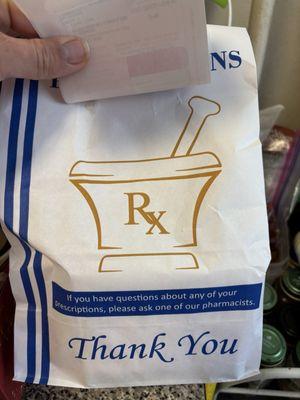 NS
Rx
If you have questions about any of your
prescriptions, please ask one of our pharmacists.
Thank You